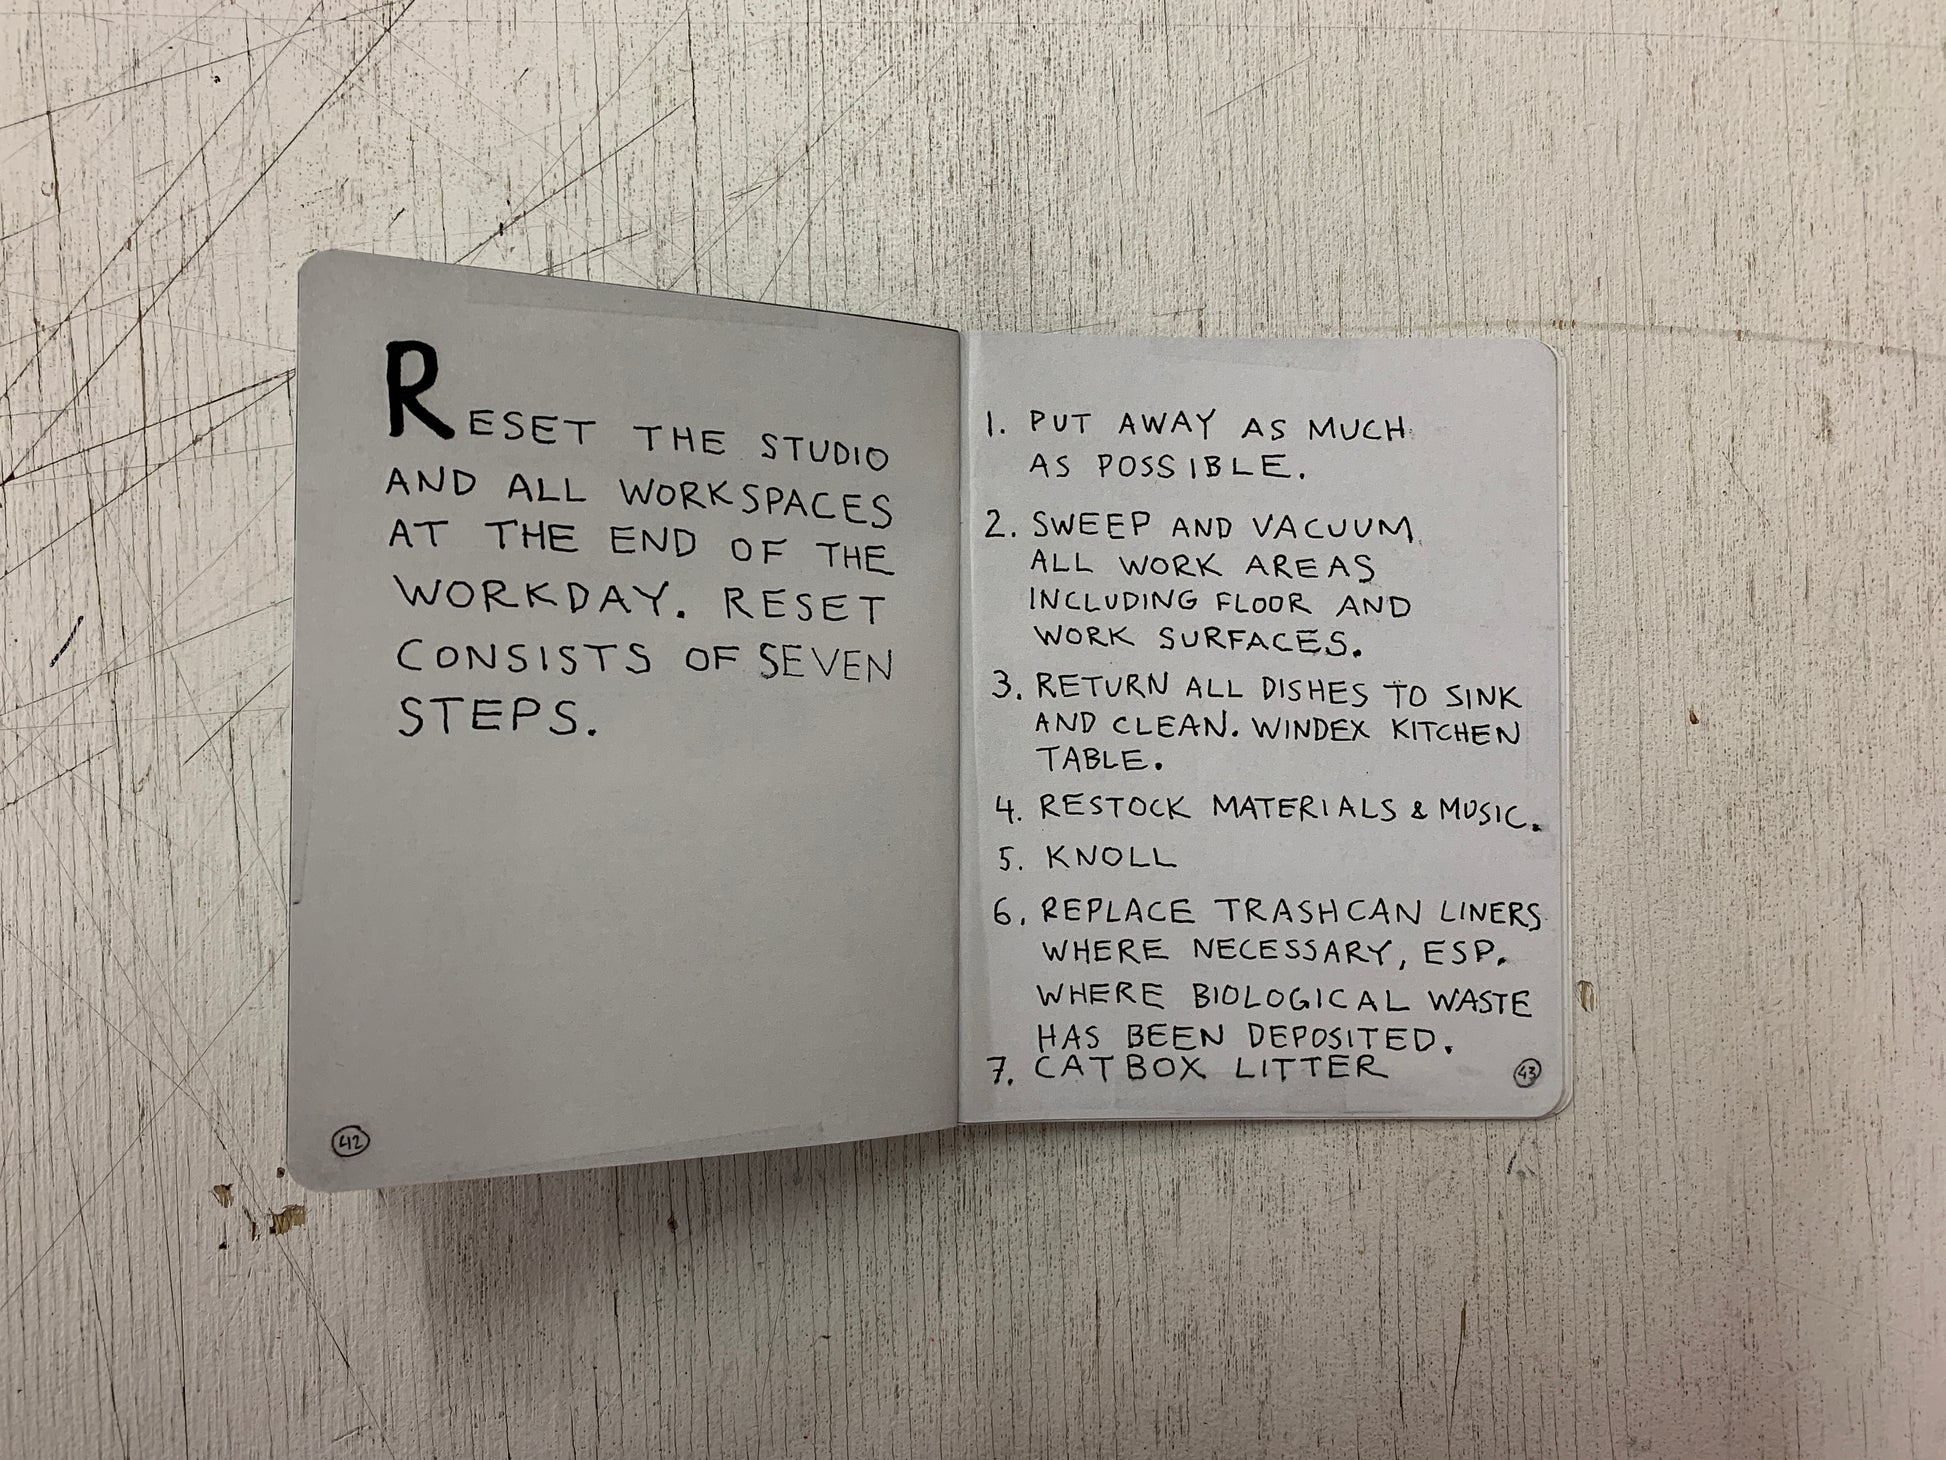 RESET THE STUDIO
AND ALL WORKSPACES
AT THE END OF THE
WORKDAY. RESET
CONSISTS OF SEVEN
STEPS.
42
1. PUT AWAY AS MUCH
AS POSSIBLE.
2. SWEEP AND VACUUM
ALL WORK AREAS
INCLUDING FLOOR AND
WORK SURFACES.
3. RETURN ALL DISHES TO SINK
AND CLEAN. WINDEX KITCHEN
TABLE.
4. RESTOCK MATERIALS & MUSIC.
5. KNOLL
6. REPLACE TRASHCAN LINERS
WHERE NECESSARY, ESP.
WHERE BIOLOGICAL WASTE
HAS BEEN DEPOSITED.
7. CATBOX LITTER
43